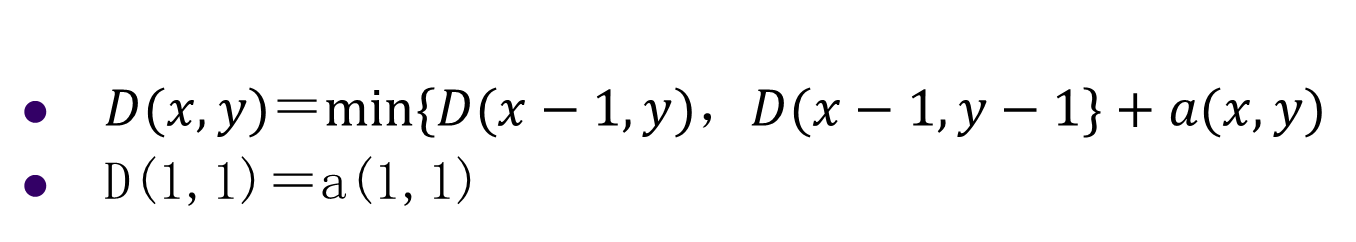 • D(x, y)＝min{D(x − 1, y)，D(x − 1, y − 1} + a(x, y)
• D(1, 1)＝a(1, 1)